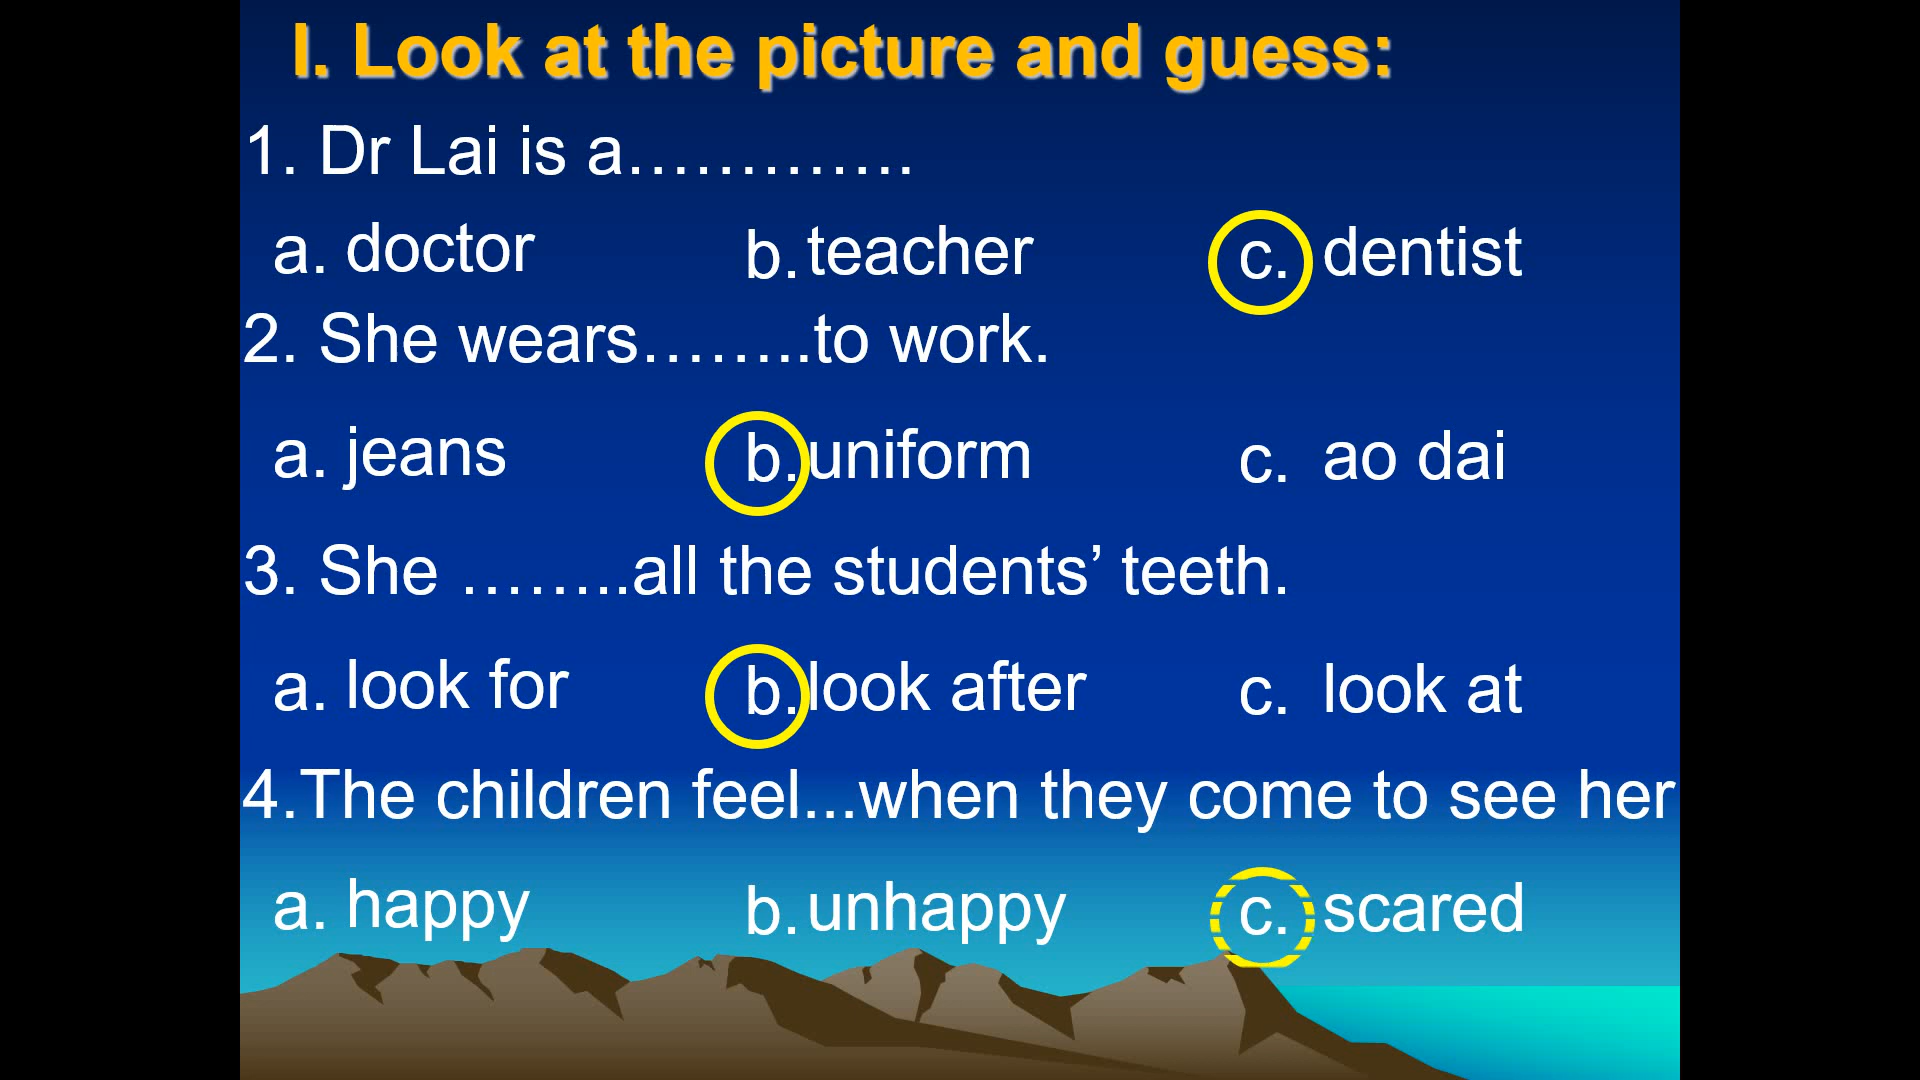 I. Look at the picture and guess:
1. Dr Lai is a………….
a. doctor b. teacher c. dentist
2. She wears……..to work.
a. jeans b. uniform c. ao dai
3. She ……..all the students’ teeth.
a. look for b. look after c. look at
4.The children feel...when they come to see her
a. happy b. unhappy c. scared